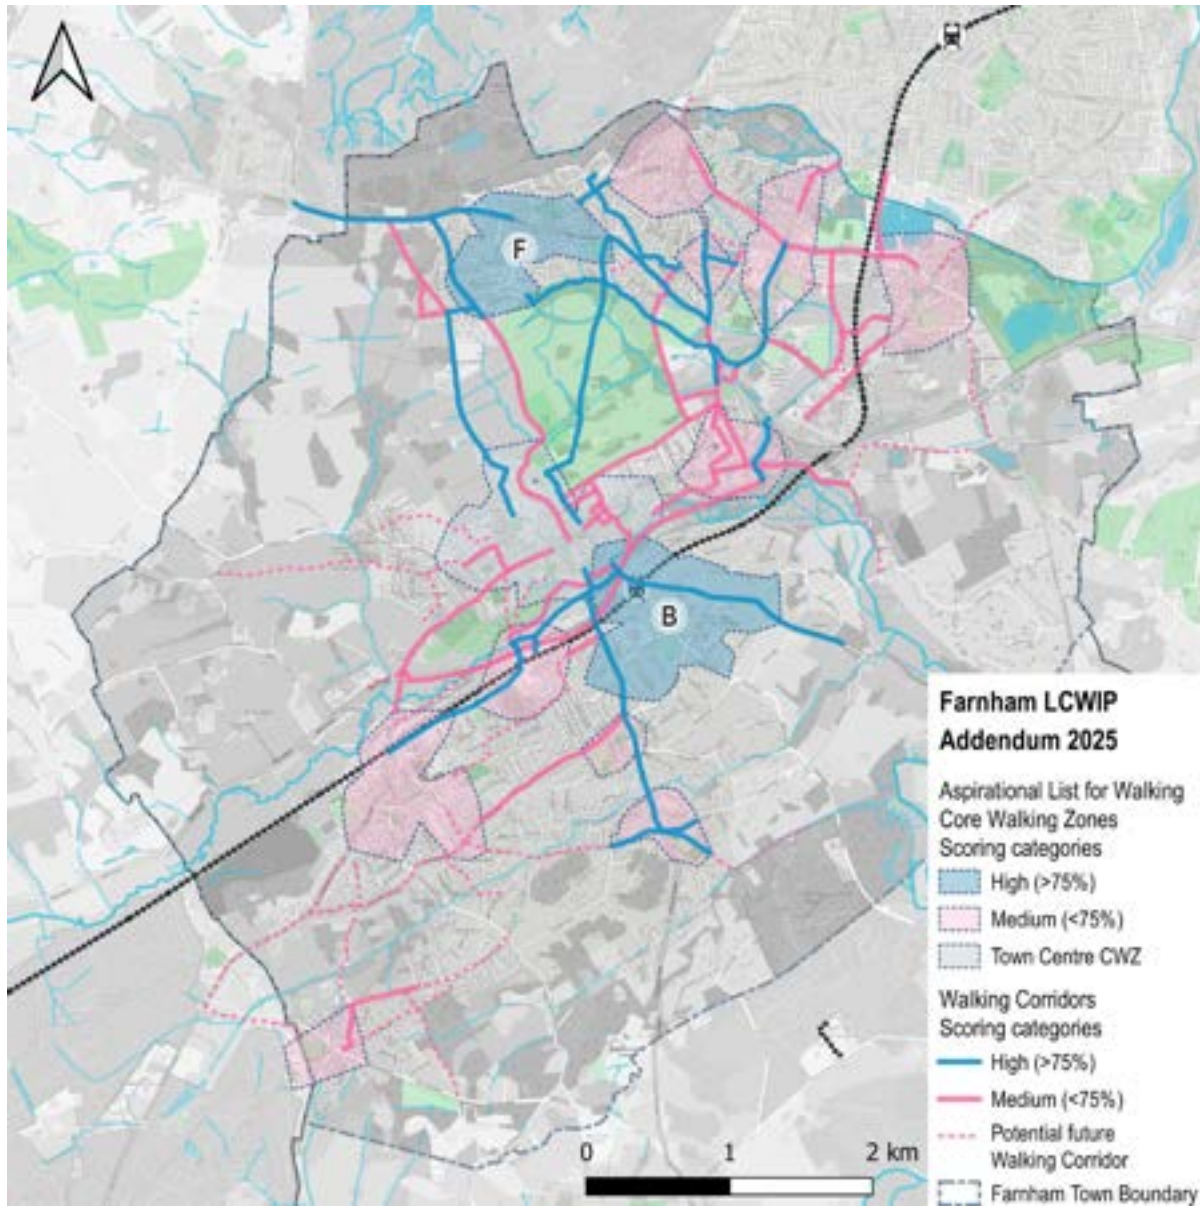 F
B
Farnham LCWIP
Addendum 2025
Aspirational List for Walking
Core Walking Zones
Scoring categories
High (>75%)
Medium (<75%)
Town Centre CWZ
Walking Corridors
Scoring categories
High (>75%)
Medium (<75%)
Potential future
Walking Corridor
Farnham Town Boundary
0 1 2 km